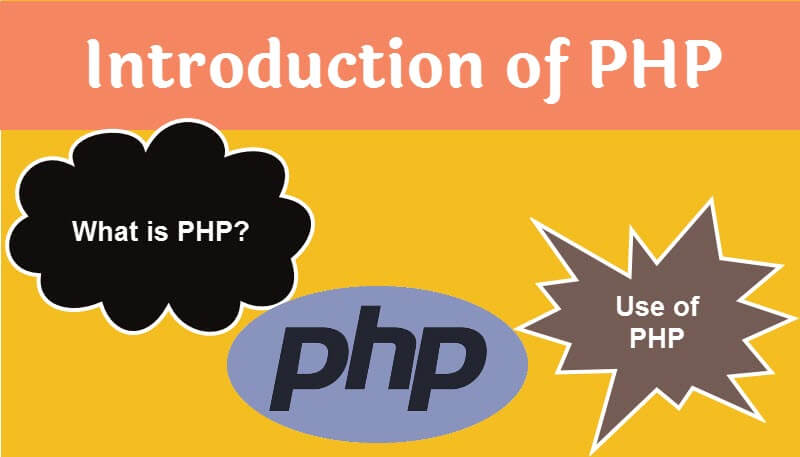 Introduction of PHP
What is PHP?
php
Use of
PHP